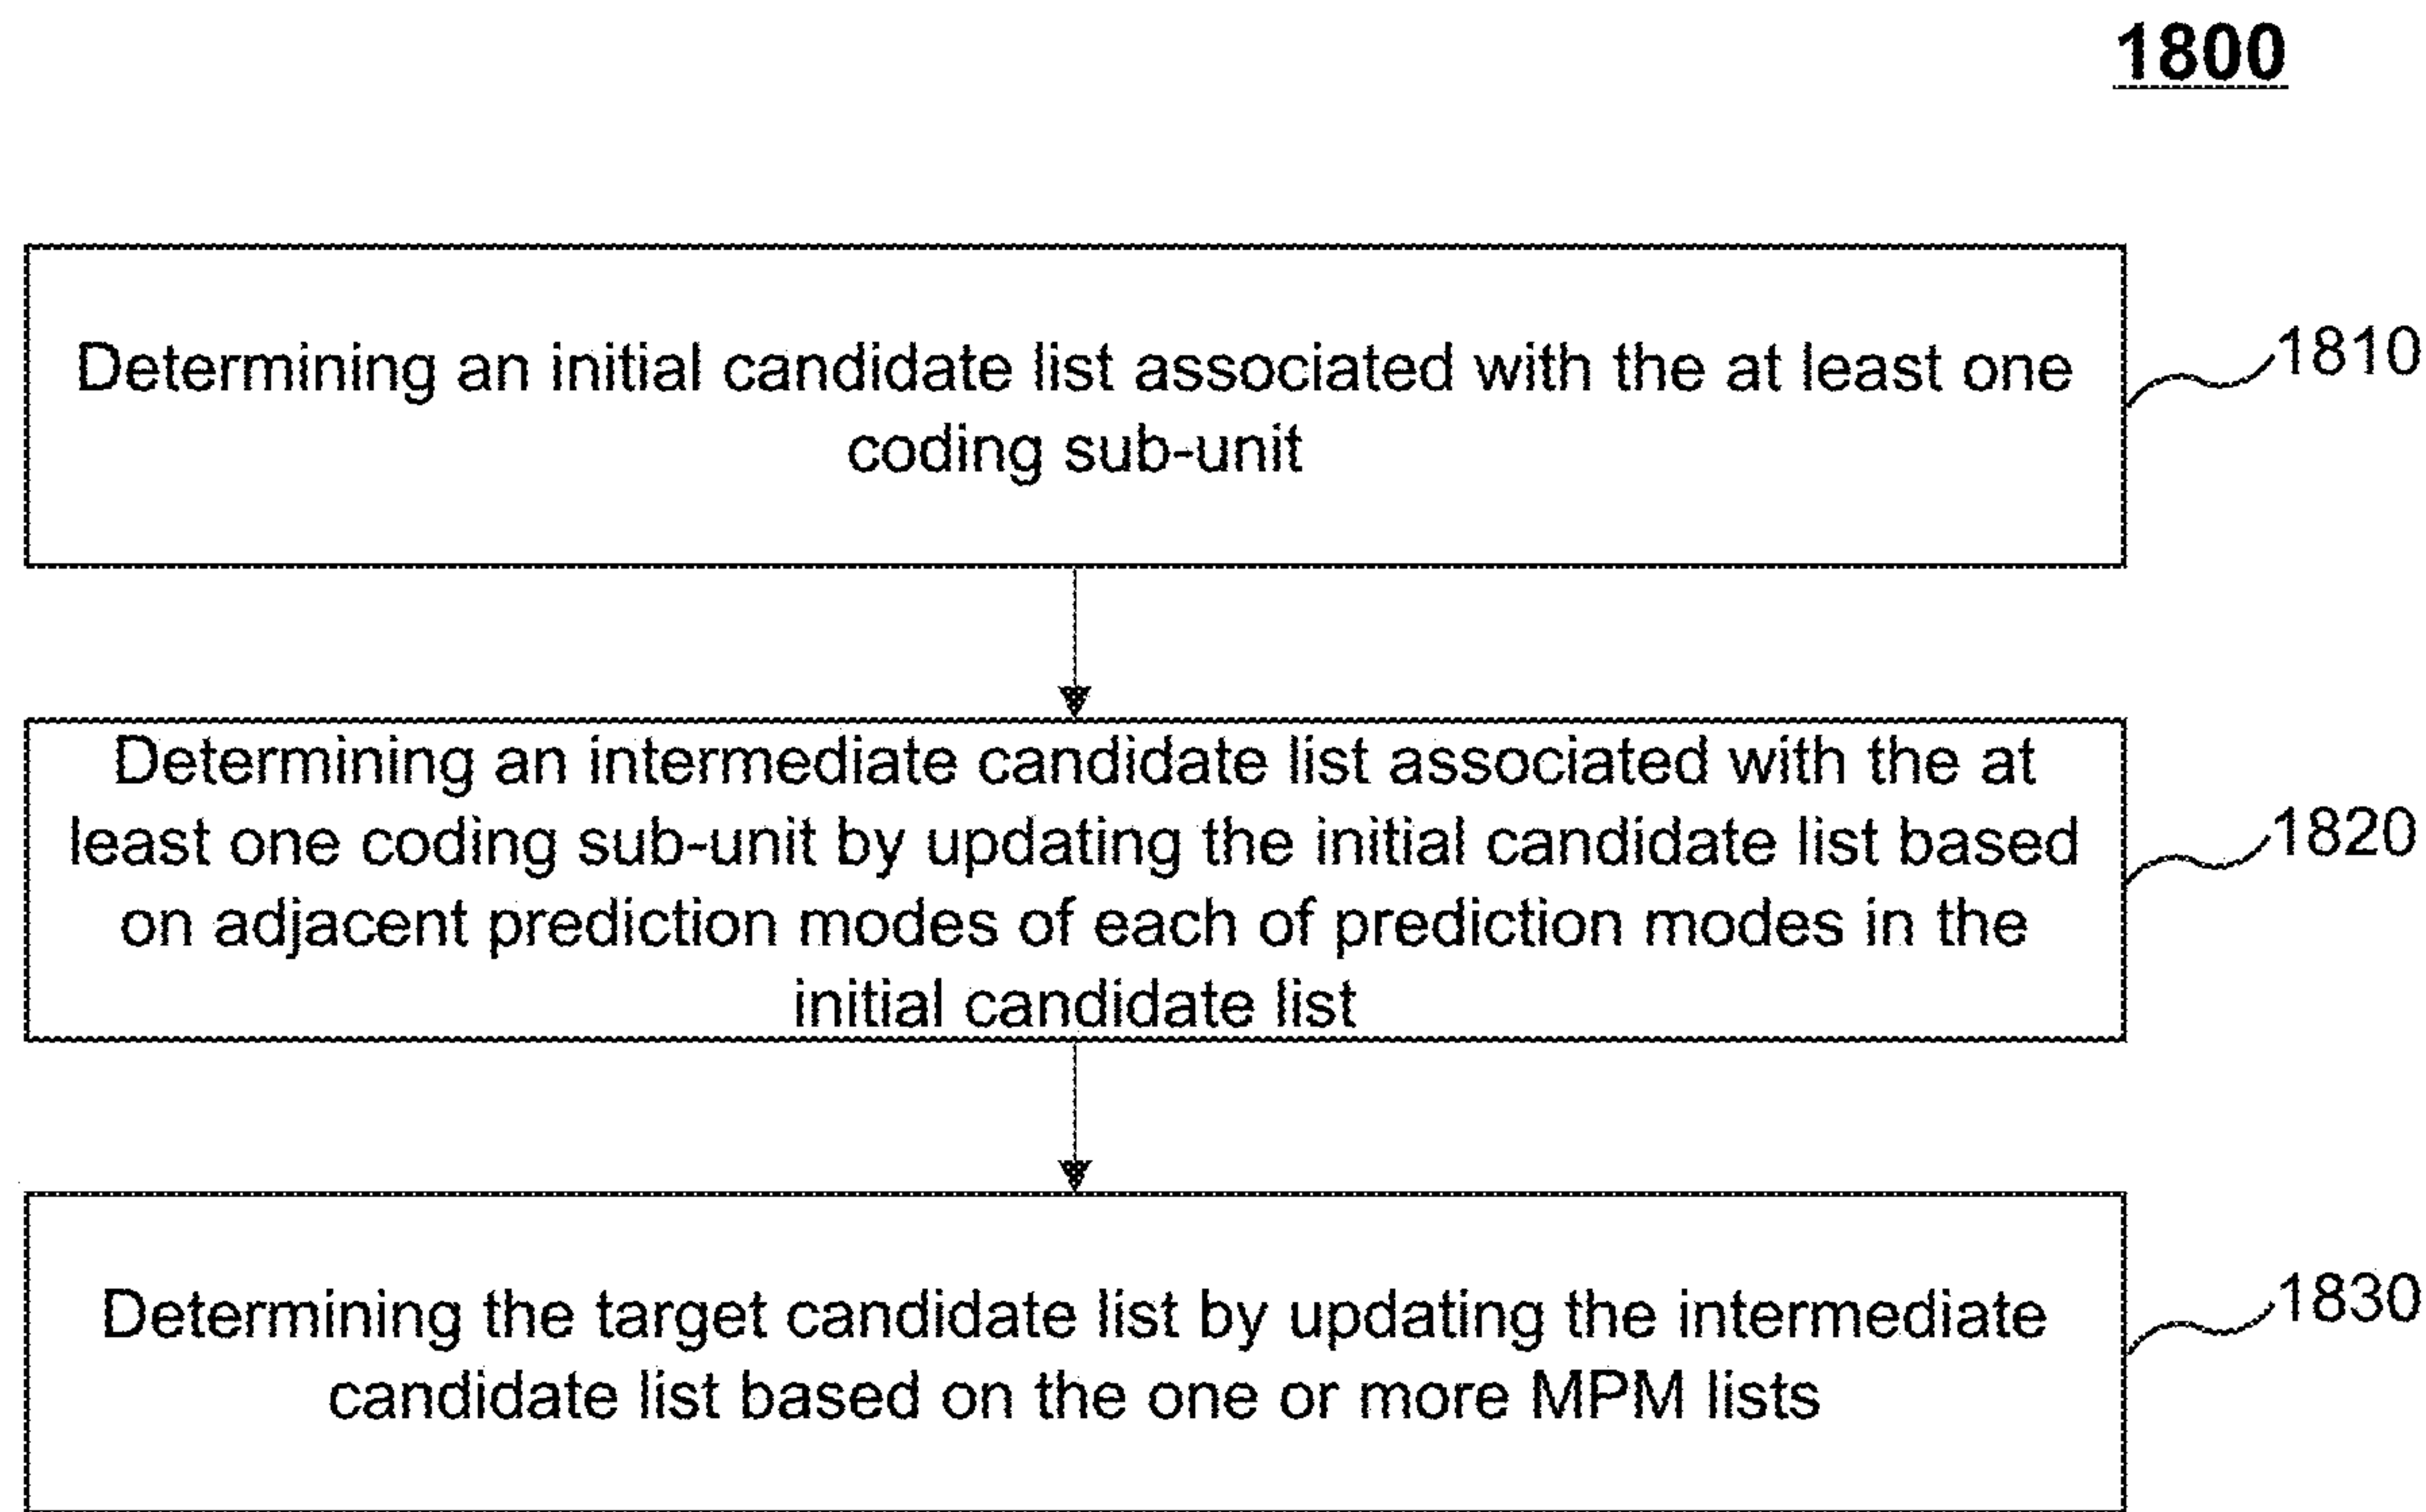 1800
Determining an initial candidate list associated with the at least one
coding sub-unit
1810
Determining an intermediate candidate list associated with the at
least one coding sub-unit by updating the initial candidate list based
on adjacent prediction modes of each of prediction modes in the
initial candidate list
1820
Determining the target candidate list by updating the intermediate
candidate list based on the one or more MPM lists
1830